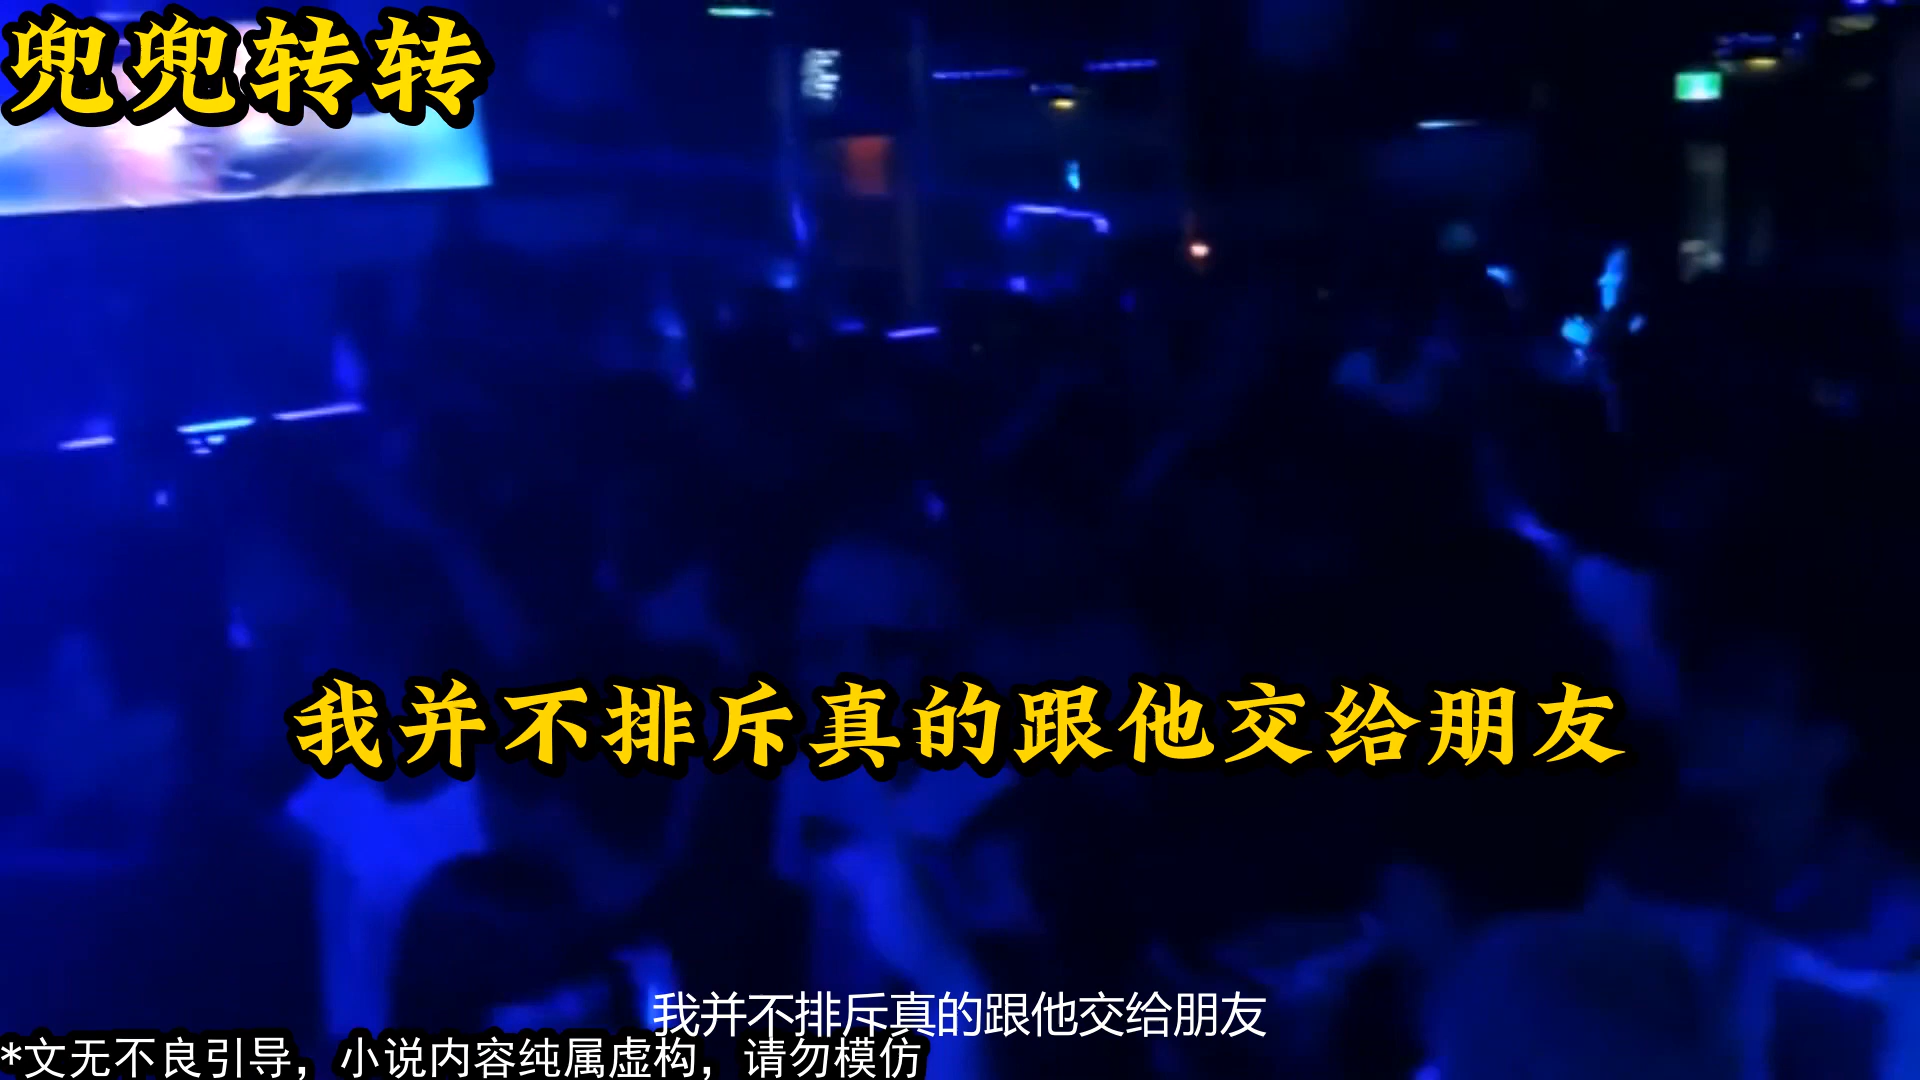 兜兜转转
我并不排斥真的跟他交给朋友
我并不排斥真的跟他交给朋友
*文无不良引导，小说内容纯属虚构，请勿模仿